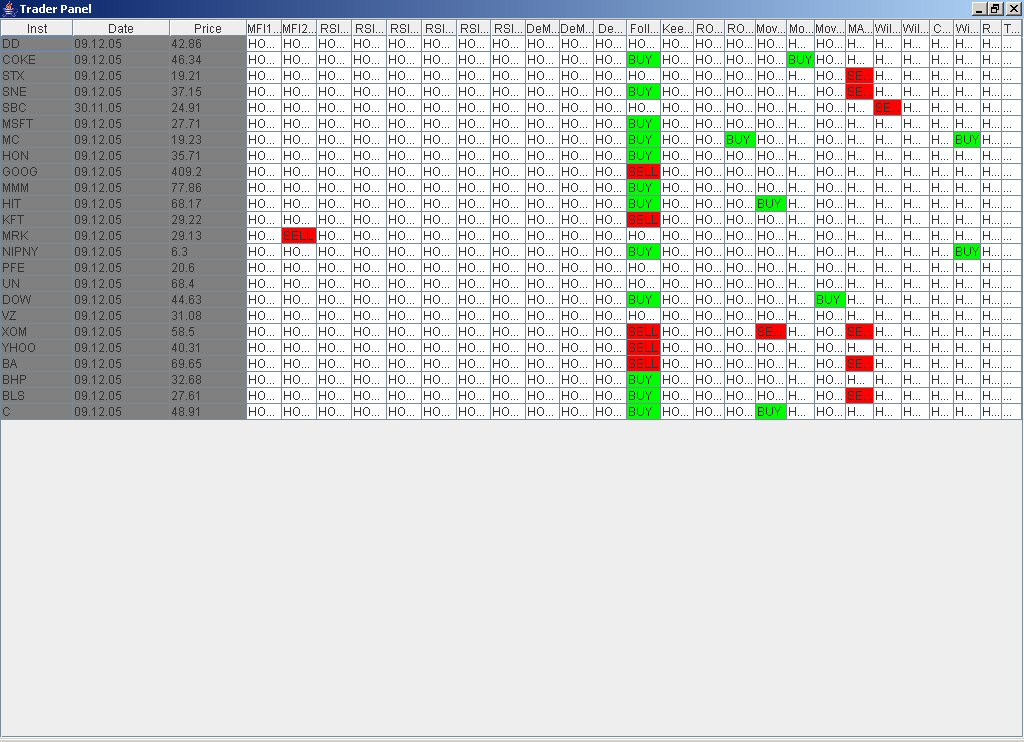 Trader Panel
Inst Date Price MFI1... MFI2... RSI... RSI... RSI... RSI... RSI... RSI... DeM... DeM... De... Foll... Kee... RO... RO... Mov... Mo... Mov... MA... Wil... Wil... C... Wi... R... T...
DD 09.12.05 42.86 HO... HO... HO... HO... HO... HO... HO... HO... HO... HO... HO... HO... HO... HO... HO... HO... H... HO... H... H... H... H... H... H... ...
COKE 09.12.05 46.34 HO... HO... HO... HO... HO... HO... HO... HO... HO... HO... HO... BUY HO... HO... HO... HO... BUY HO... H... H... H... H... H... H... ...
STX 09.12.05 19.21 HO... HO... HO... HO... HO... HO... HO... HO... HO... HO... HO... HO... HO... HO... HO... HO... H... HO... SE... H... H... H... H... H... ...
SNE 09.12.05 37.15 HO... HO... HO... HO... HO... HO... HO... HO... HO... HO... HO... BUY HO... HO... HO... HO... H... HO... SE... H... H... H... H... H... ...
SBC 30.11.05 24.91 HO... HO... HO... HO... HO... HO... HO... HO... HO... HO... HO... HO... HO... HO... HO... HO... H... HO... H... SE... H... H... H... H... ...
MSFT 09.12.05 27.71 HO... HO... HO... HO... HO... HO... HO... HO... HO... HO... HO... BUY HO... HO... HO... HO... H... HO... H... H... H... H... H... H... ...
MC 09.12.05 19.23 HO... HO... HO... HO... HO... HO... HO... HO... HO... HO... HO... BUY HO... HO... BUY HO... H... HO... H... H... H... H... BUY H... ...
HON 09.12.05 35.71 HO... HO... HO... HO... HO... HO... HO... HO... HO... HO... HO... BUY HO... HO... HO... HO... H... HO... H... H... H... H... H... H... ...
GOOG 09.12.05 409.2 HO... HO... HO... HO... HO... HO... HO... HO... HO... HO... HO... SELL HO... HO... HO... HO... H... HO... H... H... H... H... H... H... ...
MMM 09.12.05 77.86 HO... HO... HO... HO... HO... HO... HO... HO... HO... HO... HO... BUY HO... HO... HO... HO... H... HO... H... H... H... H... H... H... ...
HIT 09.12.05 68.17 HO... HO... HO... HO... HO... HO... HO... HO... HO... HO... HO... BUY HO... HO... HO... BUY H... HO... H... H... H... H... H... H... ...
KFT 09.12.05 29.22 HO... HO... HO... HO... HO... HO... HO... HO... HO... HO... HO... SELL HO... HO... HO... HO... H... HO... H... H... H... H... H... H... ...
MRK 09.12.05 29.13 HO... SELL HO... HO... HO... HO... HO... HO... HO... HO... HO... HO... HO... HO... HO... HO... H... HO... H... H... H... H... H... H... ...
NIPNY 09.12.05 6.3 HO... HO... HO... HO... HO... HO... HO... HO... HO... HO... HO... BUY HO... HO... HO... HO... H... HO... H... H... H... H... BUY H... ...
PFE 09.12.05 20.6 HO... HO... HO... HO... HO... HO... HO... HO... HO... HO... HO... HO... HO... HO... HO... HO... H... HO... H... H... H... H... H... H... ...
UN 09.12.05 68.4 HO... HO... HO... HO... HO... HO... HO... HO... HO... HO... HO... HO... HO... HO... HO... HO... H... HO... H... H... H... H... H... H... ...
DOW 09.12.05 44.63 HO... HO... HO... HO... HO... HO... HO... HO... HO... HO... HO... BUY HO... HO... HO... HO... H... BUY H... H... H... H... H... H... ...
VZ 09.12.05 31.08 HO... HO... HO... HO... HO... HO... HO... HO... HO... HO... HO... HO... HO... HO... HO... HO... H... HO... H... H... H... H... H... H... ...
XOM 09.12.05 58.5 HO... HO... HO... HO... HO... HO... HO... HO... HO... HO... HO... SELL HO... HO... HO... SE... H... HO... SE... H... H... H... H... H... ...
YHOO 09.12.05 40.31 HO... HO... HO... HO... HO... HO... HO... HO... HO... HO... HO... SELL HO... HO... HO... HO... H... HO... H... H... H... H... H... H... ...
BA 09.12.05 69.65 HO... HO... HO... HO... HO... HO... HO... HO... HO... HO... HO... SELL HO... HO... HO... HO... H... HO... SE... H... H... H... H... H... ...
BHP 09.12.05 32.68 HO... HO... HO... HO... HO... HO... HO... HO... HO... HO... HO... BUY HO... HO... HO... HO... H... HO... H... H... H... H... H... H... ...
BLS 09.12.05 27.61 HO... HO... HO... HO... HO... HO... HO... HO... HO... HO... HO... BUY HO... HO... HO... HO... H... HO... SE... H... H... H... H... H... ...
C 09.12.05 48.91 HO... HO... HO... HO... HO... HO... HO... HO... HO... HO... HO... BUY HO... HO... HO... BUY H... HO... H... H... H... H... H... H... ...